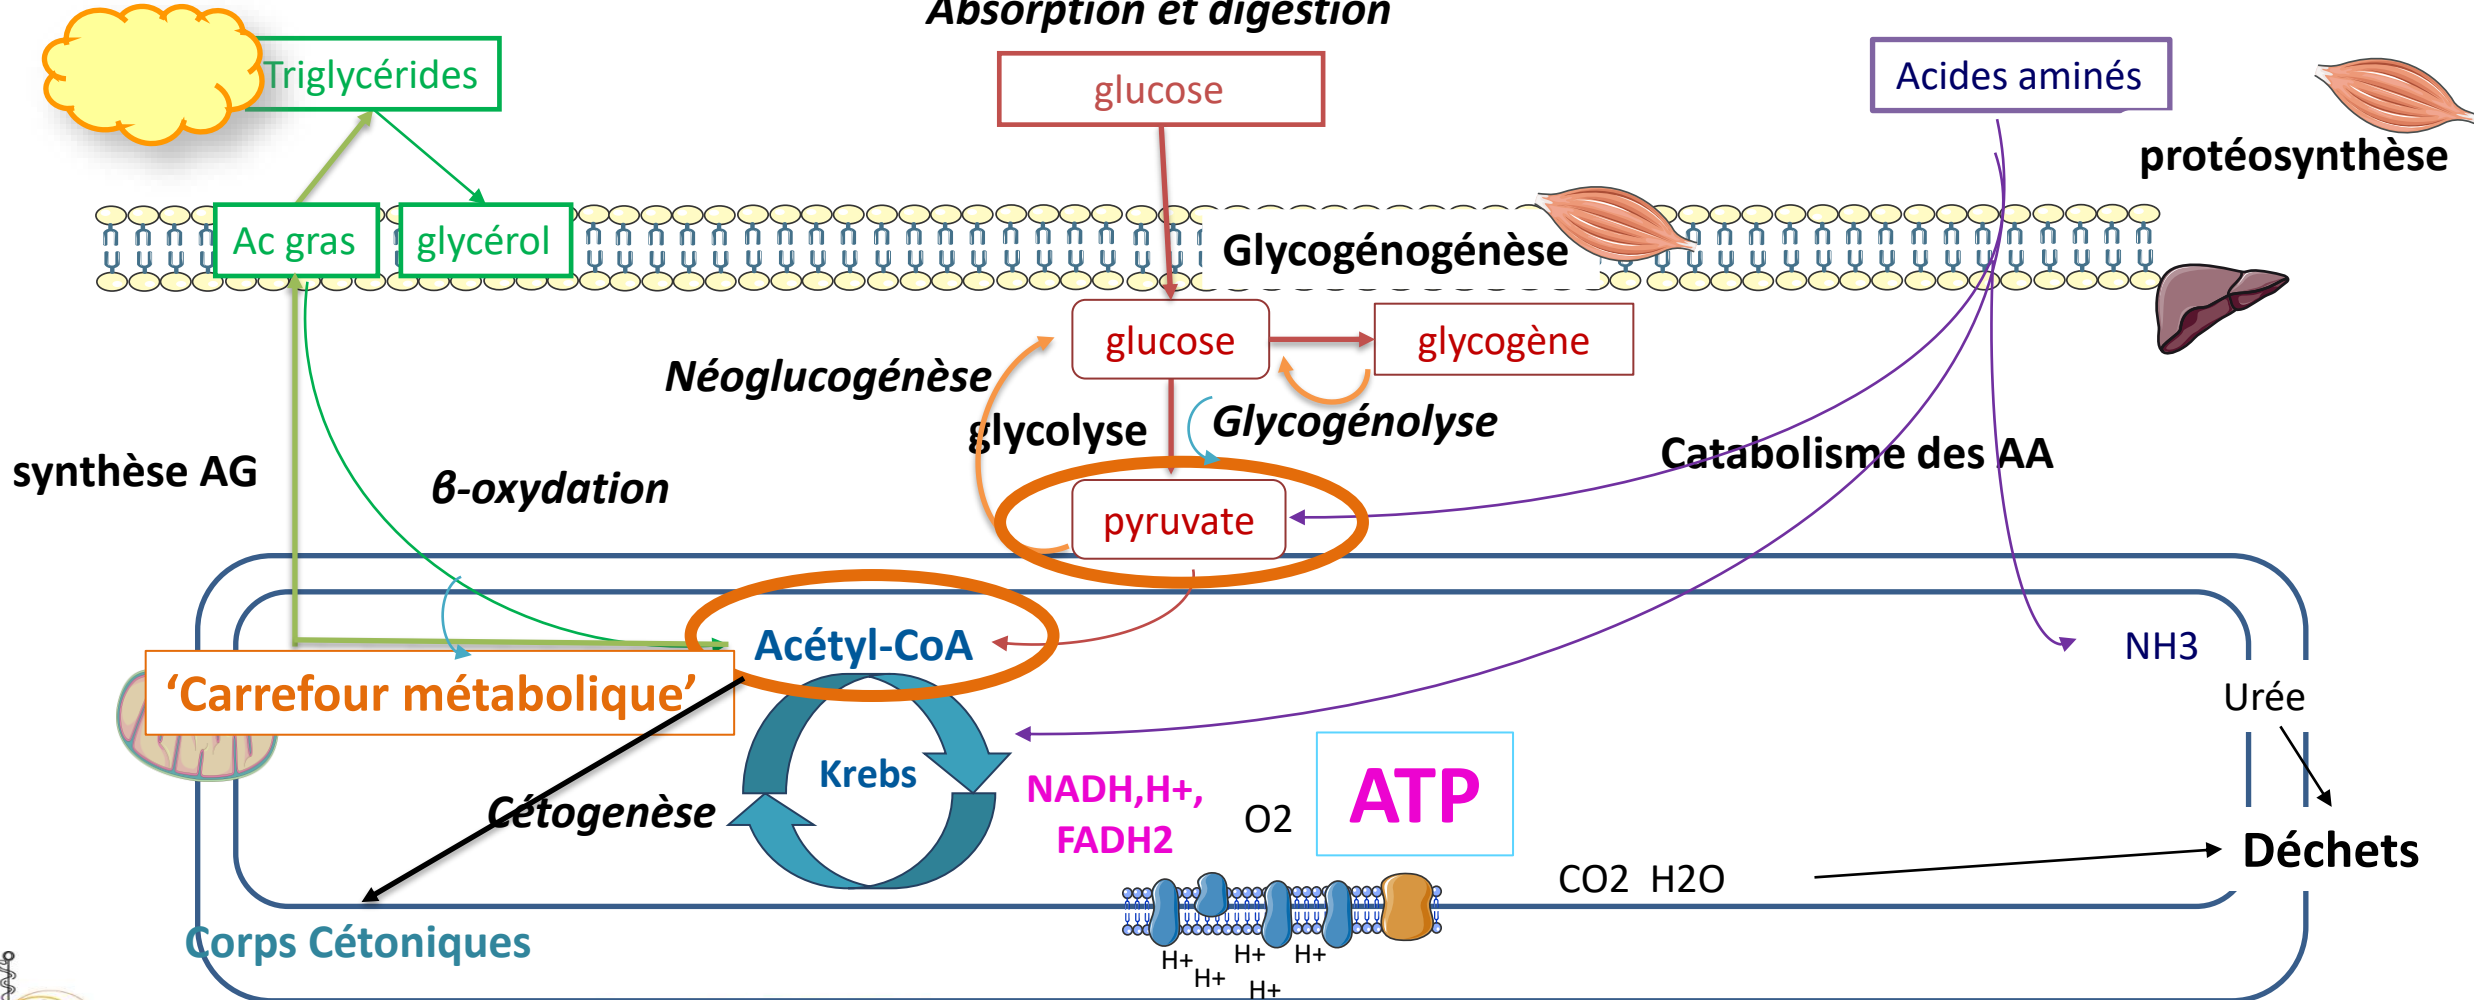 Absorption et digestion
Triglycérides
glucose
Acides aminés
protéosynthèse
Ac gras
glycérol
Glycogénogénèse
glucose
glycogène
Néoglucogénèse
glycolyse
Glycogénolyse
Catabolisme des AA
synthèse AG
β-oxydation
pyruvate
Acétyl-CoA
NH3
Urée
‘Carrefour métabolique’
Krebs
NADH,H+,
FADH2
O2
ATP
Cétogenèse
CO2 H2O
Déchets
Corps Cétoniques
H+
H+
H+
H+
H+